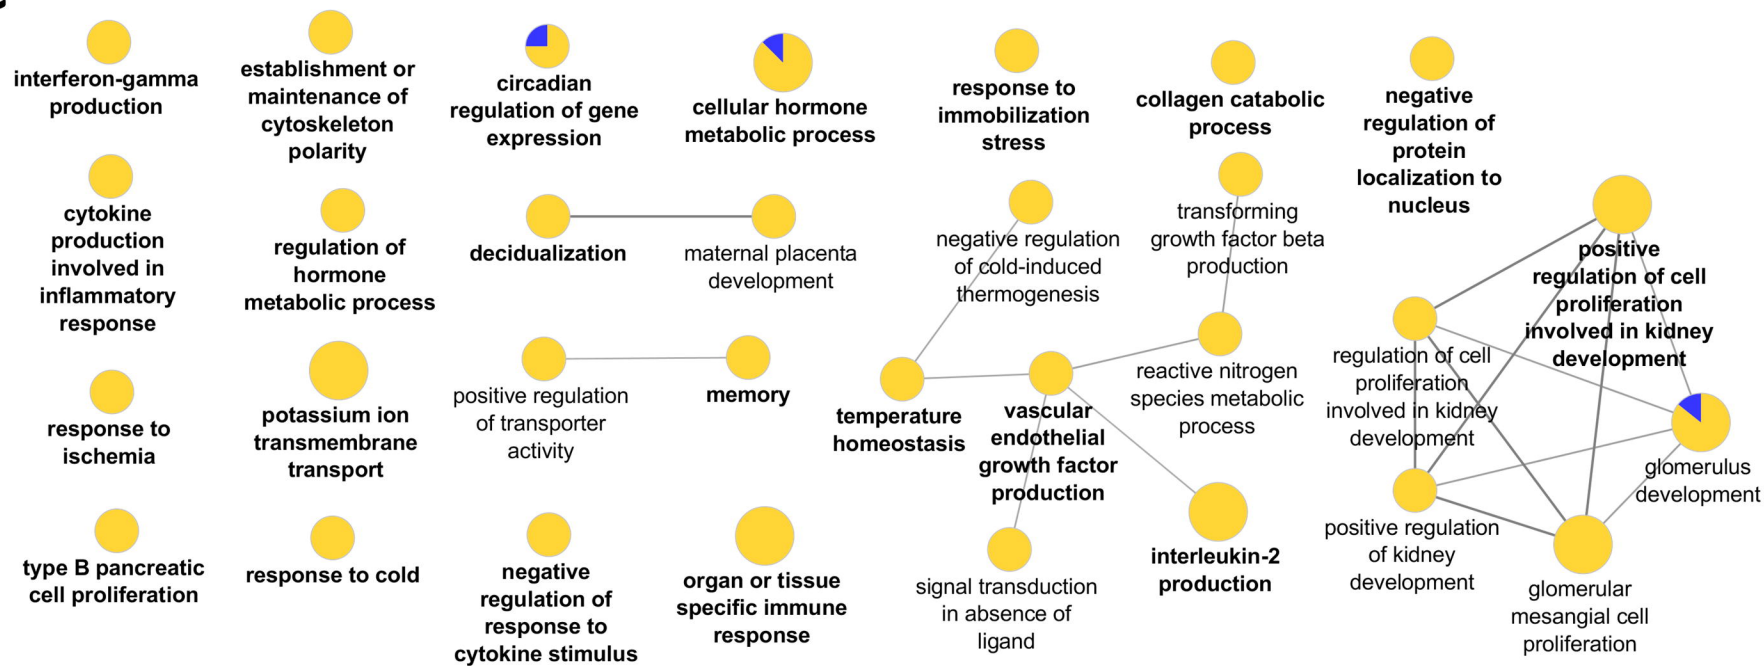 interferon-gamma
production
establishment or
maintenance of
cytoskeleton
polarity
circadian
regulation of gene
expression
cellular hormone
metabolic process
response to
immobilization
stress
collagen catabolic
process
negative
regulation of
protein
localization to
nucleus
cytokine
production
involved in
inflammatory
response
regulation of
hormone
metabolic process
decidualization
maternal placenta
development
negative regulation
of cold-induced
thermogenesis
transforming
growth factor beta
production
positive
regulation of cell
proliferation
involved in kidney
development
response to
ischemia
potassium ion
transmembrane
transport
positive regulation
of transporter
activity
memory
temperature
homeostasis
vascular
endothelial
growth factor
production
reactive nitrogen
species metabolic
process
regulation of cell
proliferation
involved in kidney
development
glomerulus
development
type B pancreatic
cell proliferation
response to cold
negative
regulation of
response to
cytokine stimulus
organ or tissue
specific immune
response
signal transduction
in absence of
ligand
interleukin-2
production
positive regulation
of kidney
development
glomerular
mesangial cell
proliferation